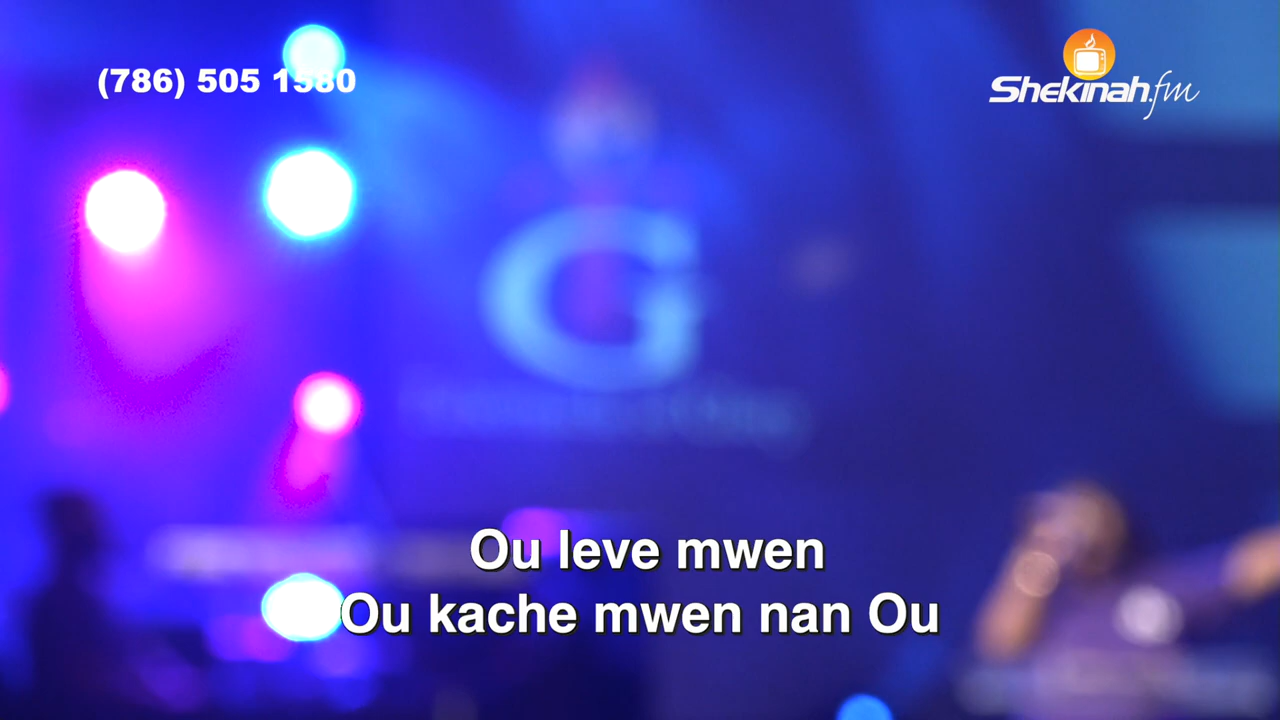 (786) 505 1580
Shekinah.fm
G
Ou leve mwen
Ou kache mwen nan Ou